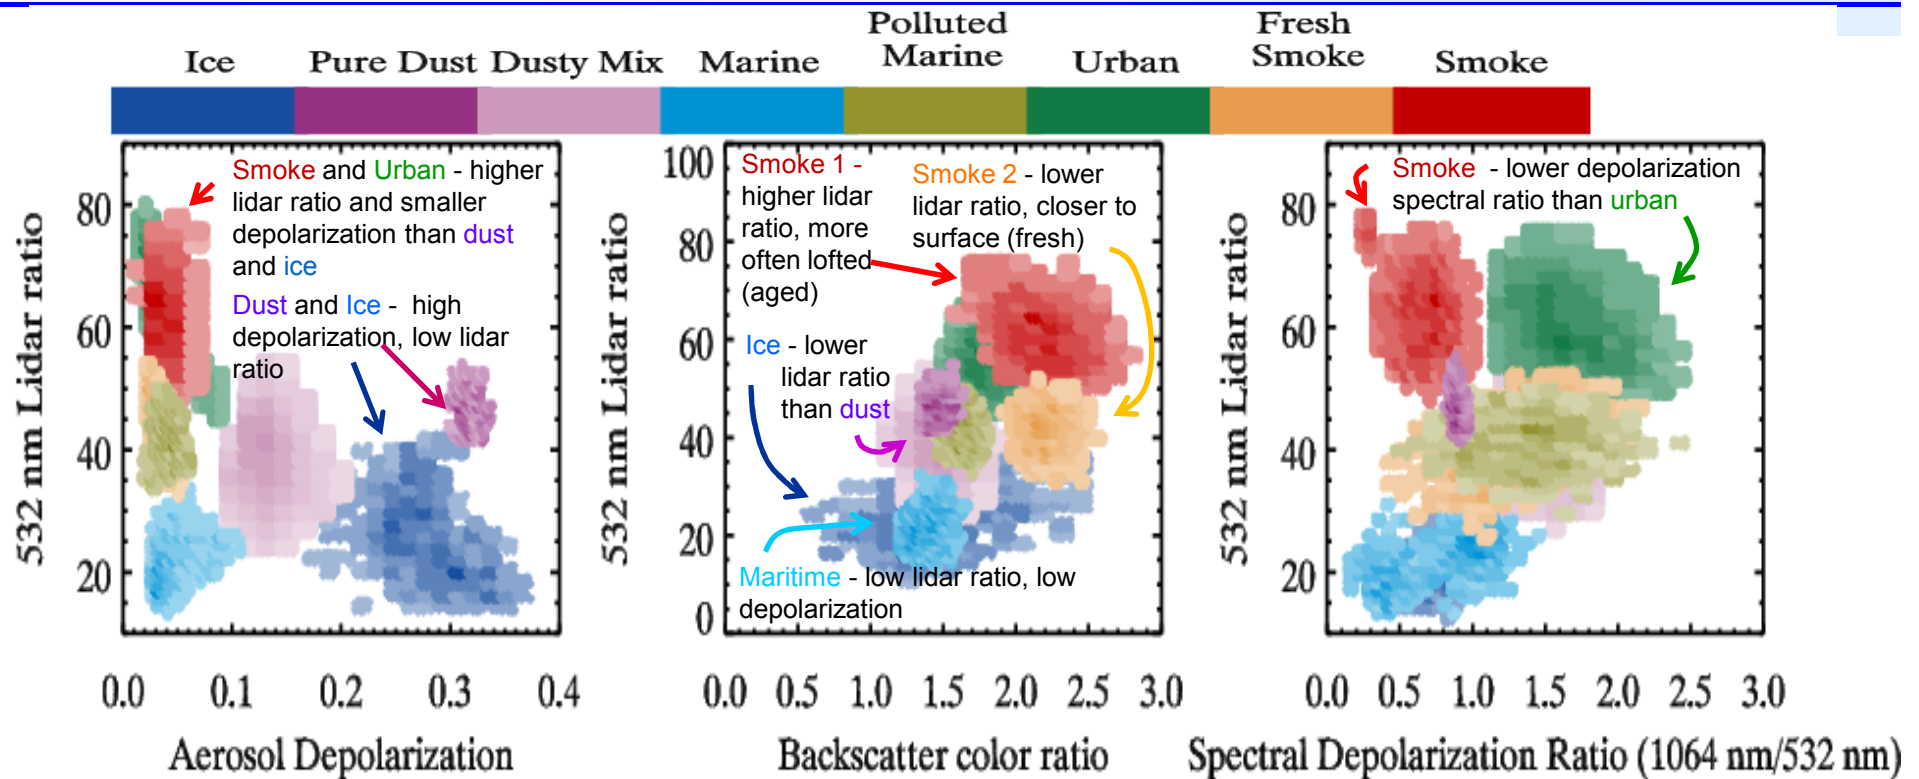 Ice Pure Dust Dusty Mix Marine Polluted Marine Urban Fresh Smoke Smoke
532 nm Lidar ratio
80
60
40
20
Smoke and Urban - higher
lidar ratio and smaller
depolarization than dust
and ice
Dust and Ice - high
depolarization, low lidar
ratio
0.0 0.1 0.2 0.3 0.4
Aerosol Depolarization
532 nm Lidar ratio
100
80
60
40
20
0
Smoke 1 -
higher lidar
ratio, more
often lofted
(aged)
Smoke 2 - lower
lidar ratio, closer to
surface (fresh)
Ice - lower
lidar ratio
than dust
Maritime - low lidar ratio, low
depolarization
0.0 0.5 1.0 1.5 2.0 2.5 3.0
Backscatter color ratio
532 nm Lidar ratio
80
60
40
20
Smoke - lower depolarization
spectral ratio than urban
0.0 0.5 1.0 1.5 2.0 2.5 3.0
Spectral Depolarization Ratio (1064 nm/532 nm)